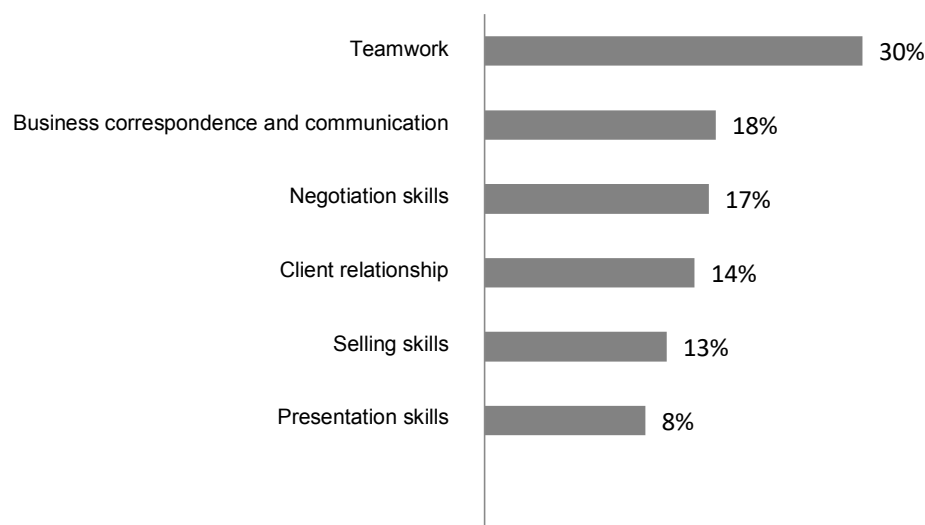 Teamwork 30%
Business correspondence and communication 18%
Negotiation skills 17%
Client relationship 14%
Selling skills 13%
Presentation skills 8%